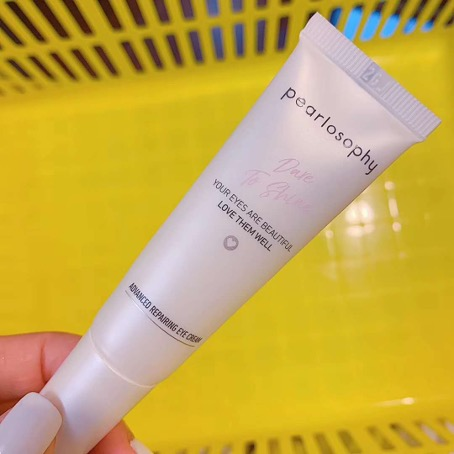 pearlosophy
Dare
To Shine
YOUR EYES ARE BEAUTIFUL
LOVE THEM WELL
ADVANCED REPAIRING EYE CREAM